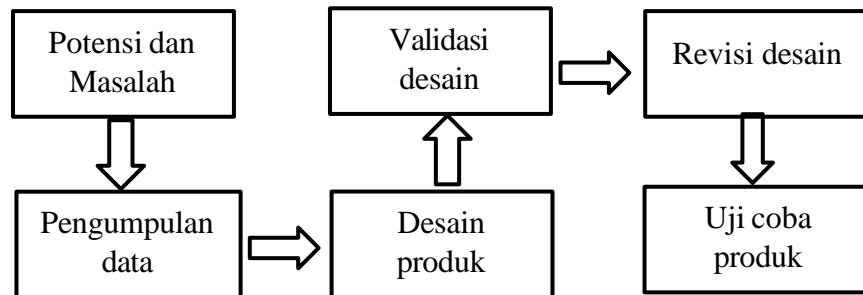 Potensi dan
Masalah
Pengumpulan
data
Desain
produk
Validasi
desain
Revisi desain
Uji coba
produk